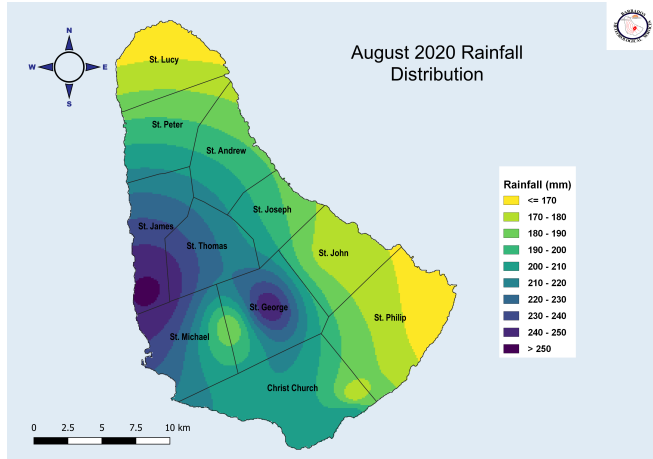 August 2020 Rainfall
Distribution
N
W
E
S
St. Lucy
St. Peter
St. Andrew
St. Joseph
St. James
St. Thomas
St. John
St. George
St. Philip
St. Michael
Christ Church
Rainfall (mm)
<= 170
170 - 180
180 - 190
190 - 200
200 - 210
210 - 220
220 - 230
230 - 240
240 - 250
> 250
0 2.5 5 7.5 10 km